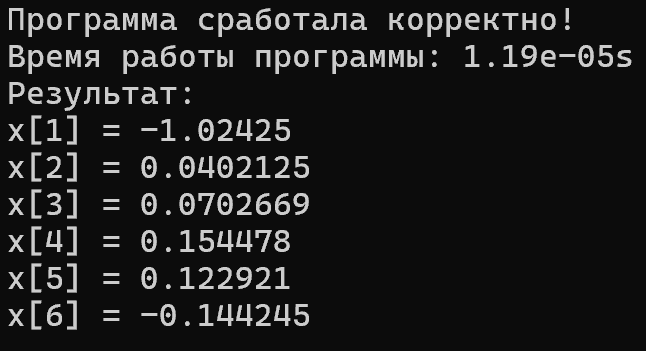 Программа сработала корректно!
Время работы программы: 1.19e-05s
Результат:
x[1] = -1.02425
x[2] = 0.0402125
x[3] = 0.0702669
x[4] = 0.154478
x[5] = 0.122921
x[6] = -0.144245